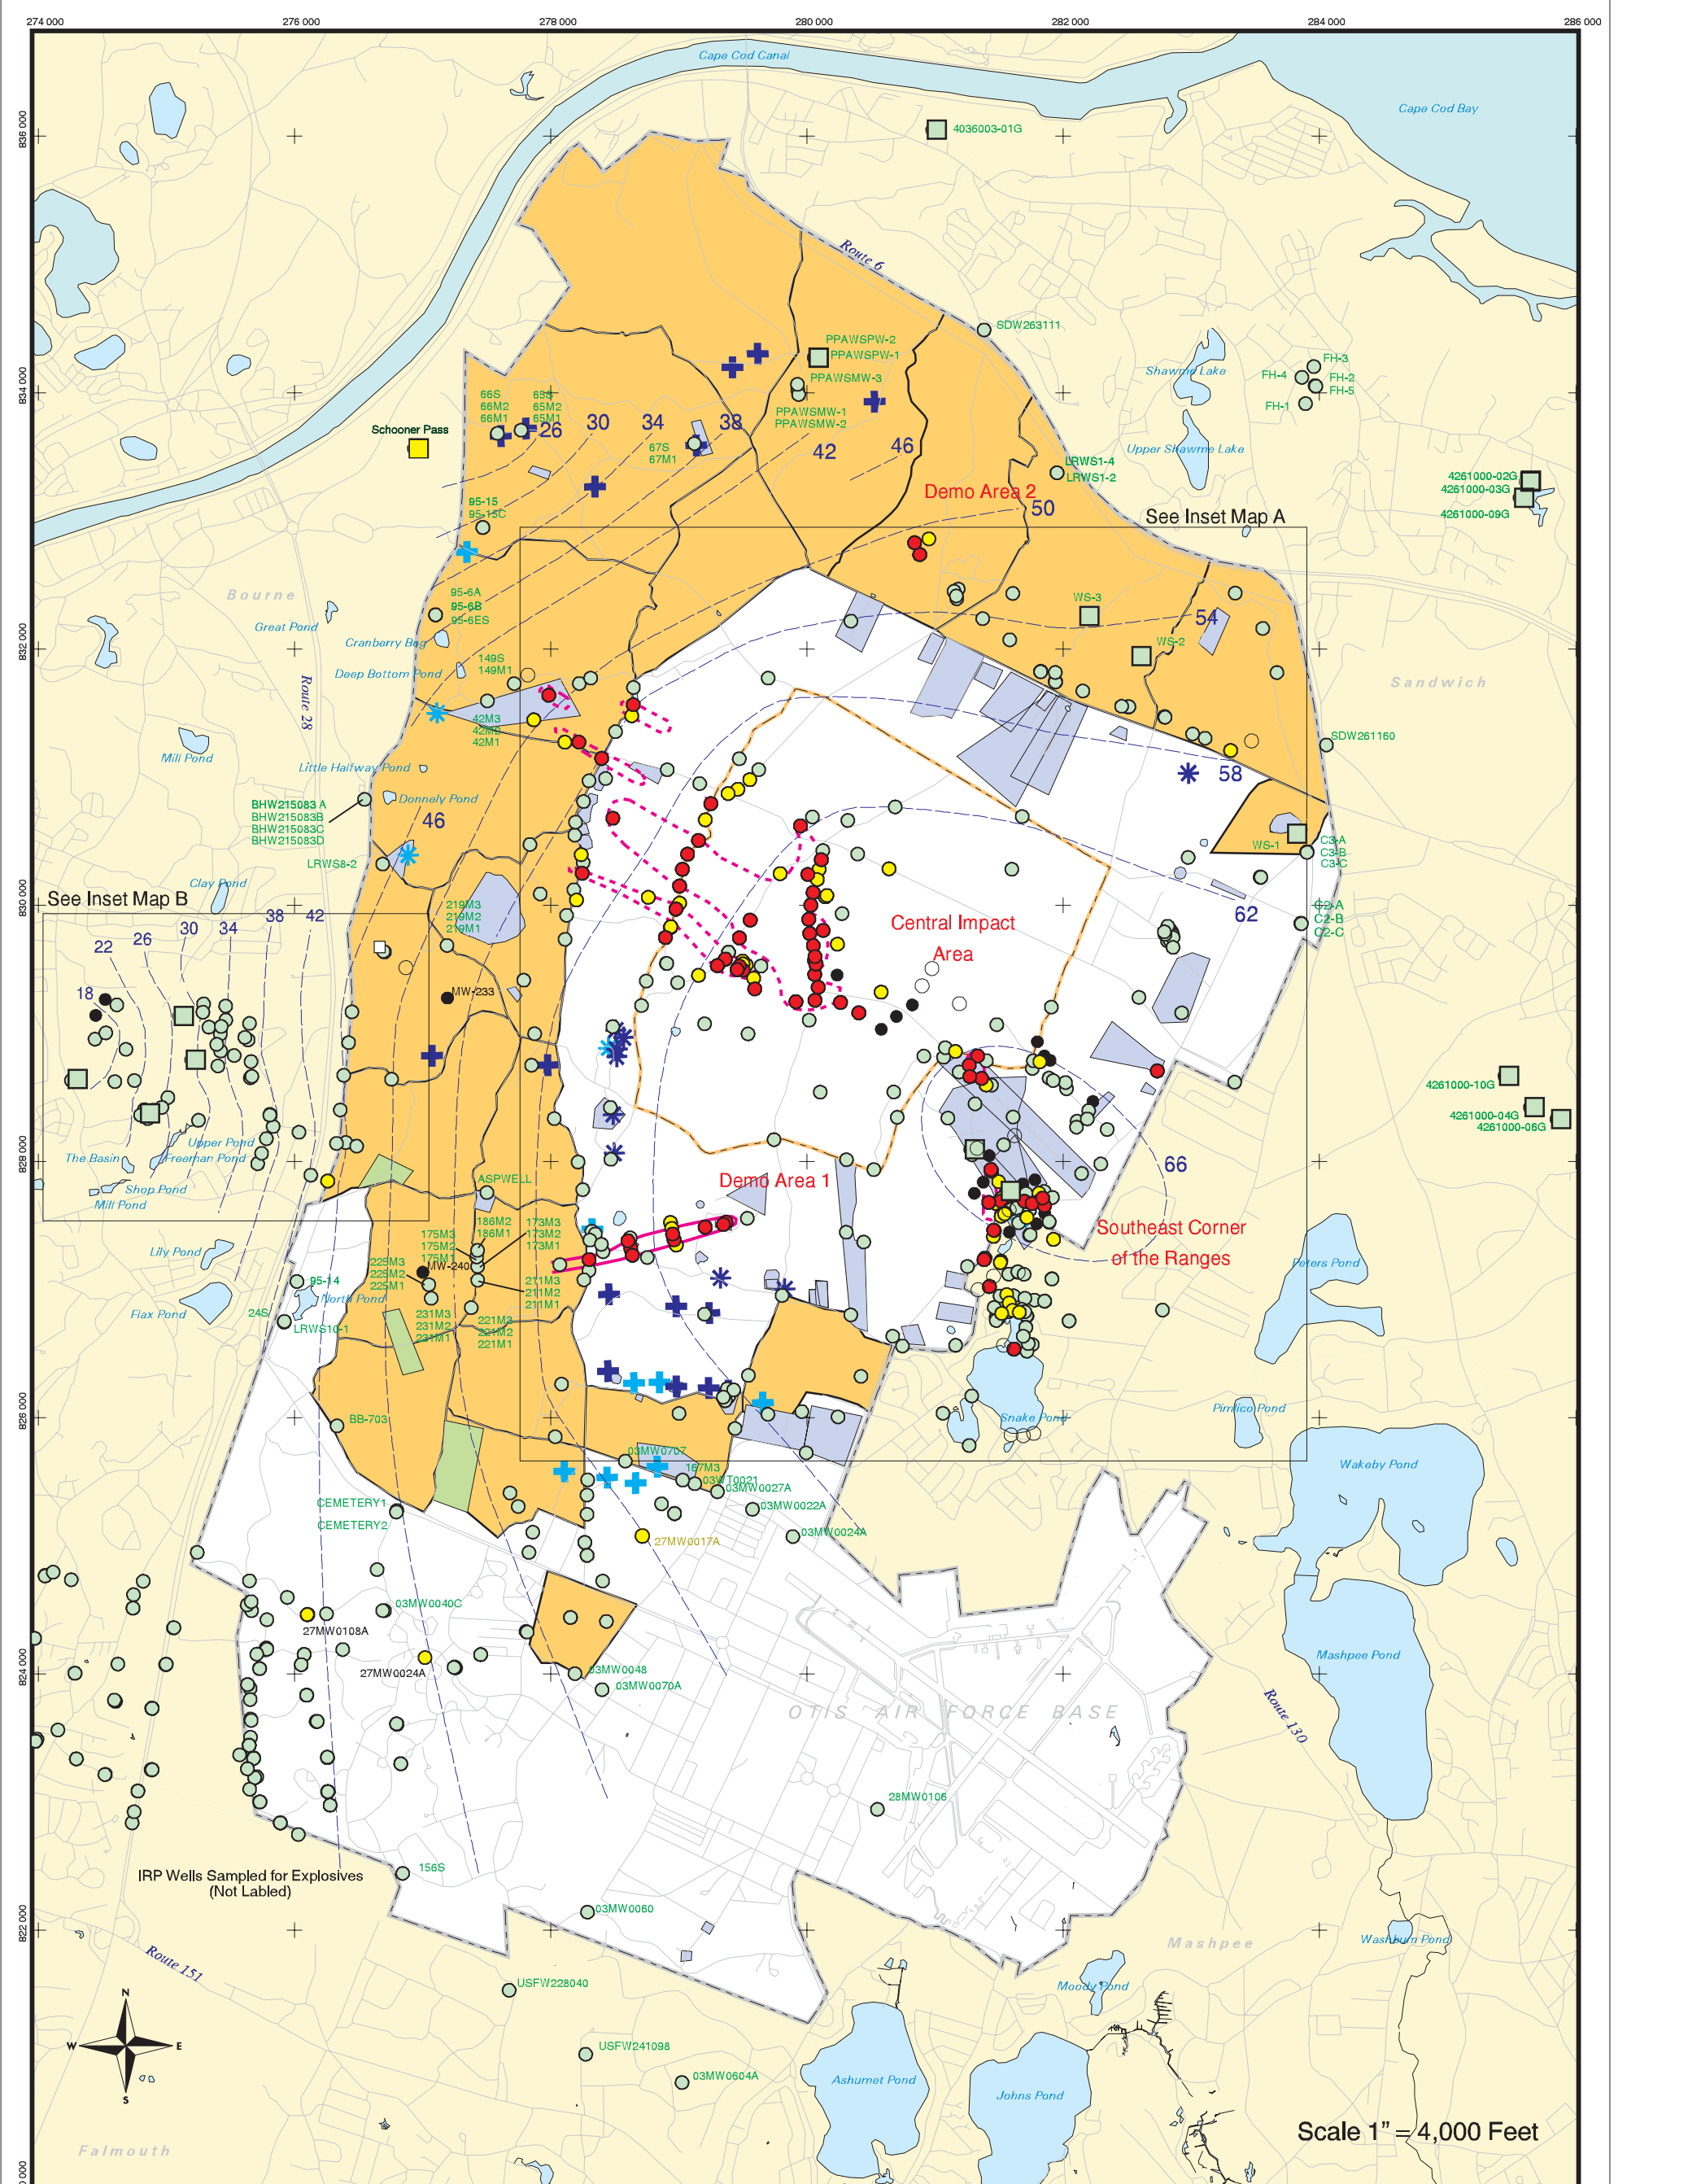 274 000
276 000
278 000
280 000
282 000
284 000
286 000
Cape Cod Canal
Cape Cod Bay
836 000
4036003-01G
Route 6
SDW263111
PPAWSPW-2
PPAWSPW-1
PPAWSMW-3
PPAWSMW-1
PPAWSMW-2
Shawme Lake
FH-3
FH-4
FH-2
FH-5
FH-1
834 000
66S
66M2
66M1
65S
65M2
65M1
26
30
34
38
42
46
Schooner Pass
67S
67M1
Upper Shawme Lake
LRWS1-4
LRWS1-2
4261000-02G
4261000-03G
4261000-09G
Demo Area 2
50
See Inset Map A
95-15
95-15C
Bourne
95-6A
95-6B
95-6ES
WS-3
54
Great Pond
Cranberry Bog
WS-2
832 000
149S
149M1
Deep Bottom Pond
Sandwich
Route 28
42M3
42M2
42M1
SDW261160
Mill Pond
Little Halfway Pond
58
Donnely Pond
BHW215083A
BHW215083B
BHW215083C
BHW215083D
46
WS-1
C3-A
C3-B
C3-C
LRWS8-2
Clay Pond
See Inset Map B
830 000
219M3
219M2
219M1
62
C2-A
C2-B
C2-C
Central Impact
Area
22
26
30
34
38
42
18
MW-233
4261000-10G
4261000-04G
4261000-06G
Upper Pond
The Basin
Freeman Pond
828 000
66
Shop Pond
Mill Pond
ASPWELL
Demo Area 1
Southeast Corner
of the Ranges
Lily Pond
186M2
186M1
173M3
173M2
173M1
175M3
175M2
175M1
225M3
225M2
225M1
MW-240
Peters Pond
95-14
North Pond
211M3
211M2
211M1
Flax Pond
24S
LRWS10-1
231M3
231M2
231M1
221M3
221M2
221M1
826 000
BB-703
Snake Pond
Pimlico Pond
03MW0707
167M3
03WT0021
03MW0027A
Wakeby Pond
CEMETERY1
CEMETERY2
03MW0022A
03MW0024A
27MW0017A
03MW0040C
27MW0108A
Mashpee Pond
824 000
27MW0024A
03MW0048
03MW0070A
OTIS AIR FORCE BASE
Route 130
28MW0106
156S
IRP Wells Sampled for Explosives
(Not Labled)
03MW0060
822 000
Route 151
Mashpee
Washburn Pond
USFW228040
Moody Pond
N
W
E
S
USFW241098
03MW0604A
Ashumet Pond
Johns Pond
Falmouth
Scale 1” = 4,000 Feet